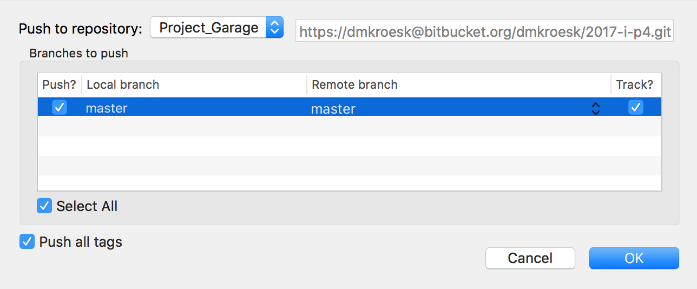 Push to repository: Project_Garage https://dmkroesk@bitbucket.org/dmkroesk/2017-i-p4.git
Branches to push
Push? Local branch Remote branch Track?
master master
Select All
Push all tags
Cancel OK